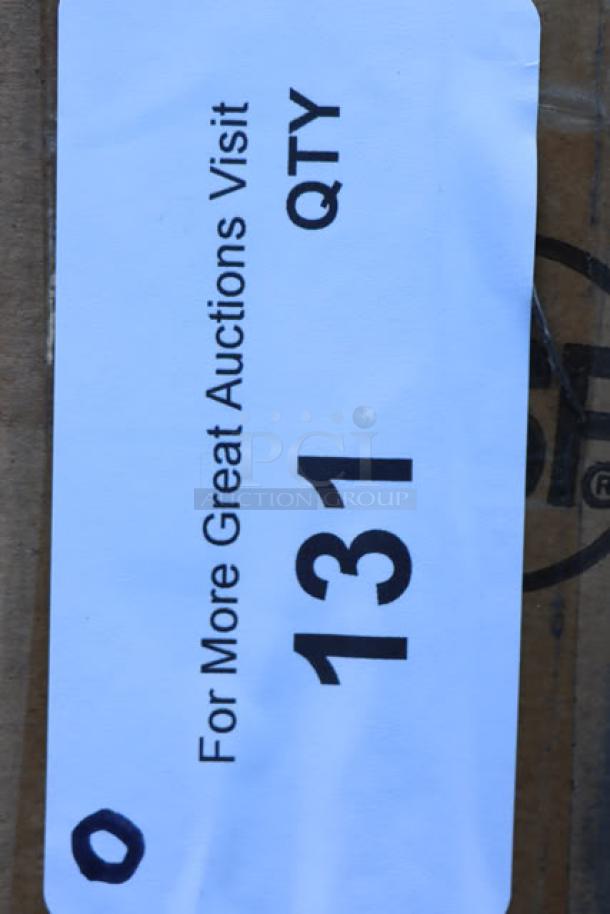 For More Great Auctions Visit
131 QTY
O
PCI
AUCTION GROUP
®